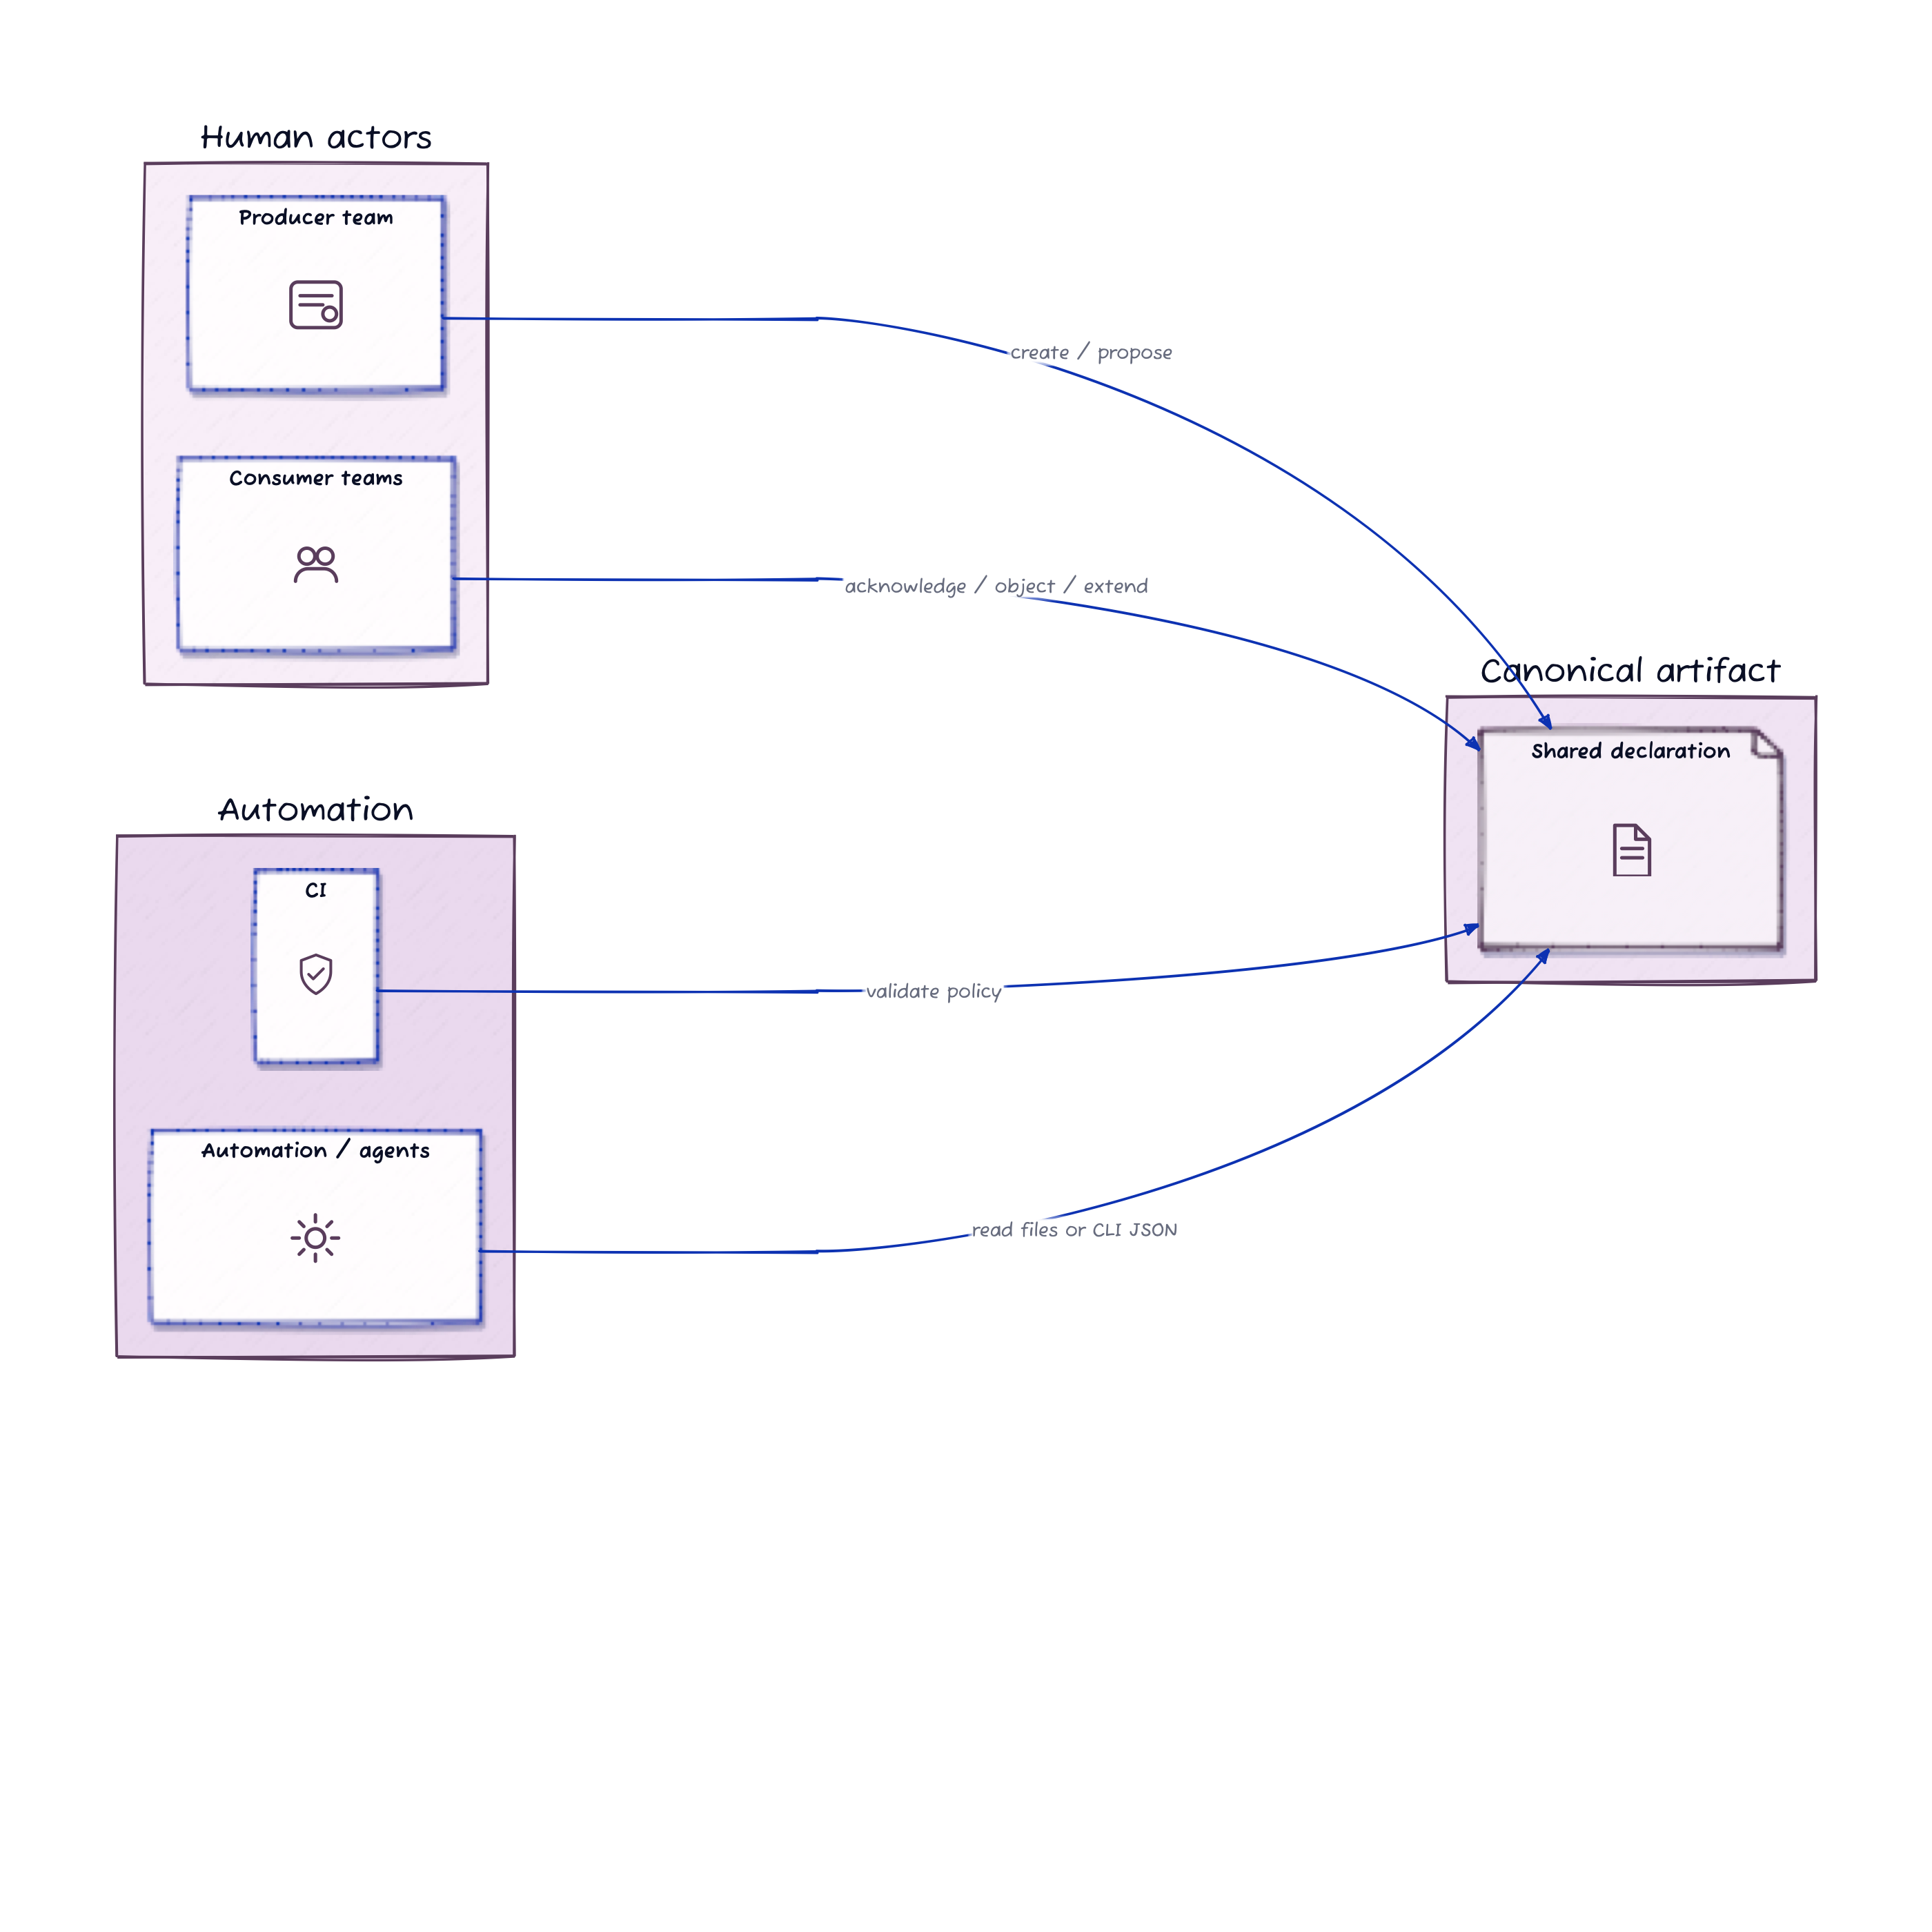 Human actors
Producer team
create / propose
Consumer teams
acknowledge / object / extend
Canonical artifact
Shared declaration
Automation
CI
validate policy
Automation / agents
read files or CLI JSON